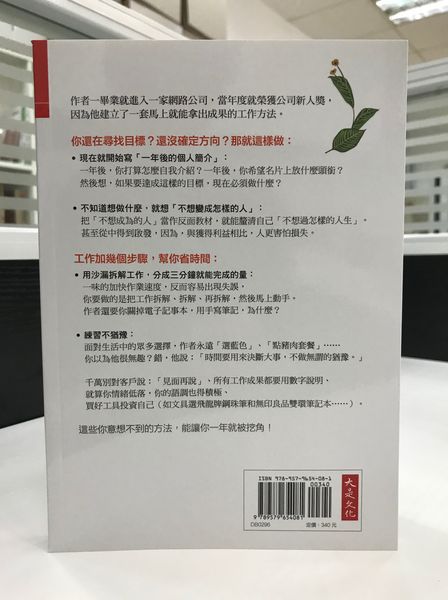 作者一畢業就進入一家網路公司，當年度就榮獲公司新人獎，
因為他建立了一套馬上就能拿出成果的工作方法。
你還在尋找目標？還沒確定方向？那就這樣做：
• 現在就開始寫「一年後的個人簡介」：
一年後，你打算怎麼自我介紹？一年後，你希望名片上放什麼頭銜？
然後想，如果要達成這樣的目標，現在必須做什麼？
• 不知道想做什麼，就想「不想變成怎樣的人」：
把「不想成為的人」當作反面教材，就能釐清自己「不想過怎樣的人生」。
甚至從中得到啟發，因為，與獲得利益相比，人更害怕損失。
工作加幾個步驟，幫你省時間：
• 用沙漏拆解工作，分成三分鐘就能完成的量：
一味的加快作業速度，反而容易出現失誤，
你要做的是把工作拆解、拆解、再拆解，然後馬上動手。
作者還要你關掉電子記事本，用手寫筆記，為什麼？
• 練習不猶豫：
面對生活中的眾多選擇，作者永遠「選藍色」、「點豬肉套餐」……
你以為他很無趣？錯，他說：「時間要用來決斷大事，不做無謂的猶豫。」
千萬別對客戶說：「見面再說」、所有工作成果都要用數字說明、
就算你情緒低落，你的語調也得積極、
買好工具投資自己（如文具選飛龍牌鋼珠筆和無印良品雙環筆記本……）。
這些你意想不到的方法，能讓你一年就被挖角！
ISBN 978-957-9654-08-1
00340
9 789579 654081
DB0296
定價：340 元
大是文化